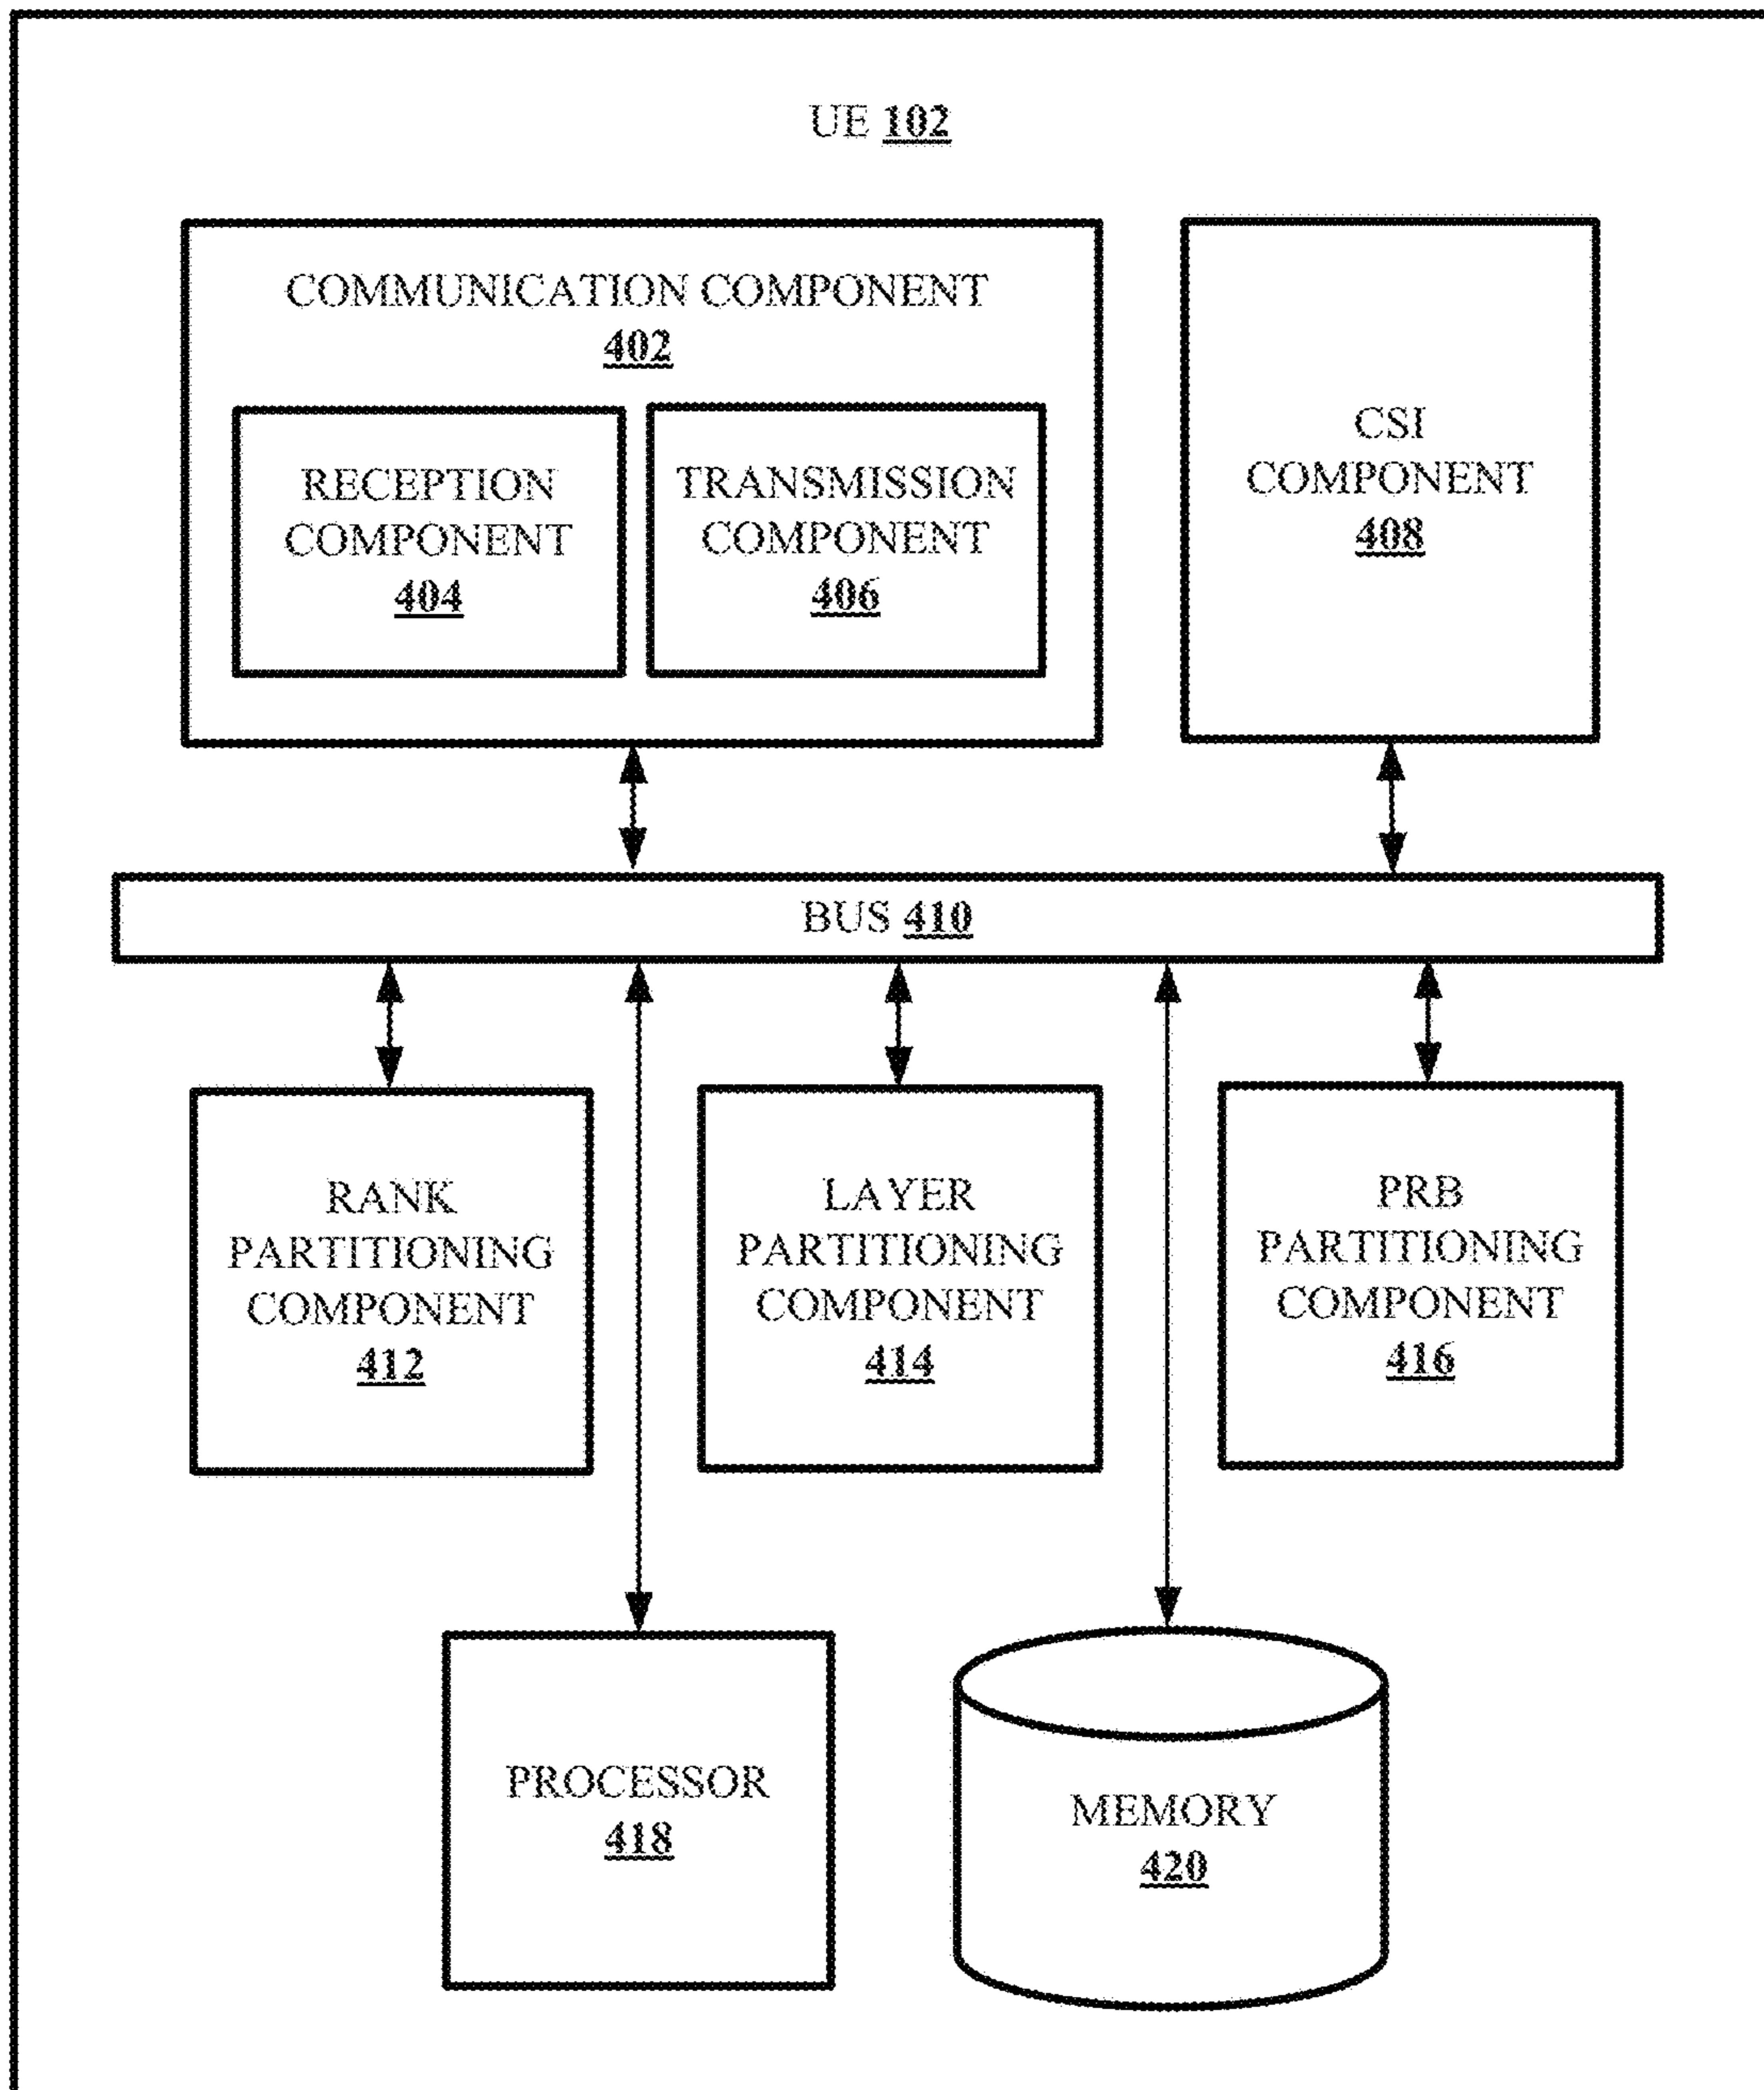 UE 102
COMMUNICATION COMPONENT
402
RECEPTION
COMPONENT
404
TRANSMISSION
COMPONENT
406
CSI
COMPONENT
408
BUS 410
RANK
PARTITIONING
COMPONENT
412
LAYER
PARTITIONING
COMPONENT
414
PRB
PARTITIONING
COMPONENT
416
PROCESSOR
418
MEMORY
420